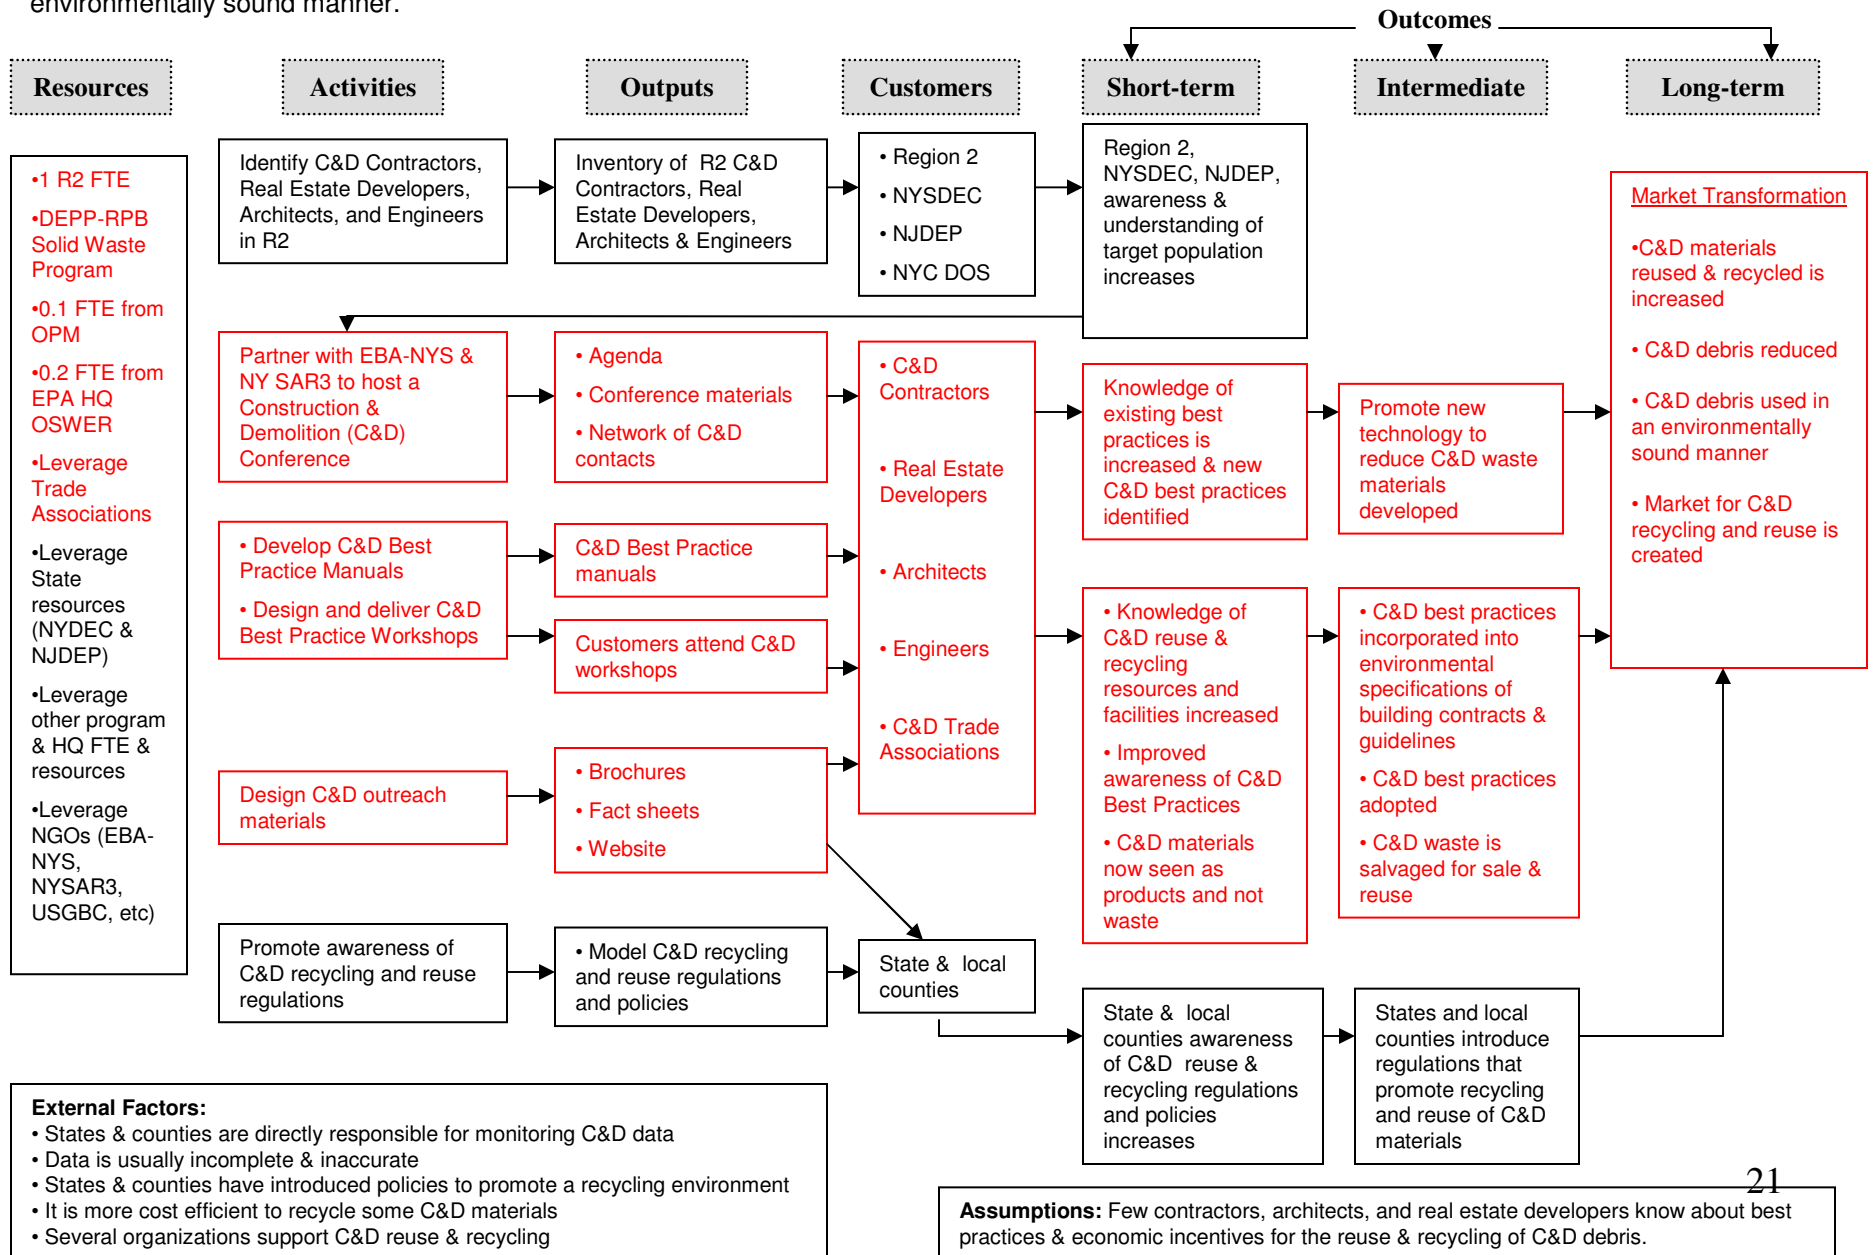 environmentally sound manner.
Outcomes
Resources
Activities
Outputs
Customers
Short-term
Intermediate
Long-term
•1 R2 FTE
•DEPP-RPB
Solid Waste
Program
•0.1 FTE from
OPM
•0.2 FTE from
EPA HQ
OSWER
•Leverage
Trade
Associations
•Leverage
State
resources
(NYDEC &
NJDEP)
•Leverage
other program
& HQ FTE &
resources
•Leverage
NGOs (EBA-
NYS,
NYSAR3,
USGBC, etc)
Identify C&D Contractors,
Real Estate Developers,
Architects, and Engineers
in R2
Inventory of R2 C&D
Contractors, Real
Estate Developers,
Architects & Engineers
• Region 2
• NYSDEC
• NJDEP
• NYC DOS
Region 2,
NYSDEC, NJDEP,
awareness &
understanding of
target population
increases
Partner with EBA-NYS &
NY SAR3 to host a
Construction &
Demolition (C&D)
Conference
• Agenda
• Conference materials
• Network of C&D
contacts
• C&D
Contractors
• Real Estate
Developers
• Architects
• Engineers
• C&D Trade
Associations
Knowledge of
existing best
practices is
increased & new
C&D best practices
identified
Promote new
technology to
reduce C&D waste
materials
developed
Market Transformation
•C&D materials
reused & recycled is
increased
• C&D debris reduced
• C&D debris used in
an environmentally
sound manner
• Market for C&D
recycling and reuse is
created
• Develop C&D Best
Practice Manuals
• Design and deliver C&D
Best Practice Workshops
C&D Best Practice
manuals
Customers attend C&D
workshops
• Knowledge of
C&D reuse &
recycling
resources and
facilities increased
• Improved
awareness of C&D
Best Practices
• C&D materials
now seen as
products and not
waste
• C&D best practices
incorporated into
environmental
specifications of
building contracts &
guidelines
• C&D best practices
adopted
• C&D waste is
salvaged for sale &
reuse
Design C&D outreach
materials
• Brochures
• Fact sheets
• Website
Promote awareness of
C&D recycling and reuse
regulations
• Model C&D recycling
and reuse regulations
and policies
State & local
counties
State & local
counties awareness
of C&D reuse &
recycling regulations
and policies
increases
States and local
counties introduce
regulations that
promote recycling
and reuse of C&D
materials
External Factors:
• States & counties are directly responsible for monitoring C&D data
• Data is usually incomplete & inaccurate
• States & counties have introduced policies to promote a recycling environment
• It is more cost efficient to recycle some C&D materials
• Several organizations support C&D reuse & recycling
21
Assumptions: Few contractors, architects, and real estate developers know about best
practices & economic incentives for the reuse & recycling of C&D debris.